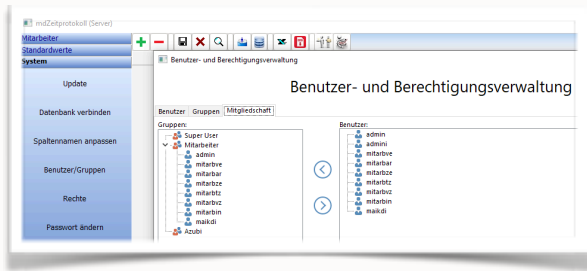 mdZeitprotokoll (Server)
Mitarbeiter
Standardwerte
System
Update
Datenbank verbinden
Spaltennamen anpassen
Benutzer/Gruppen
Rechte
Passwort ändern
Benutzer- und Berechtigungsverwaltung
Benutzer- und Berechtigungsverwaltung
Benutzer Gruppen Mitgliedschaft
Gruppen:
Super User
Mitarbeiter
admin
mitarbve
mitarbar
mitarbze
mitarbtz
mitarbvz
mitarbin
maikdi
Azubi
Benutzer:
admin
admini
mitarbve
mitarbar
mitarbze
mitarbtz
mitarbvz
mitarbin
maikdi